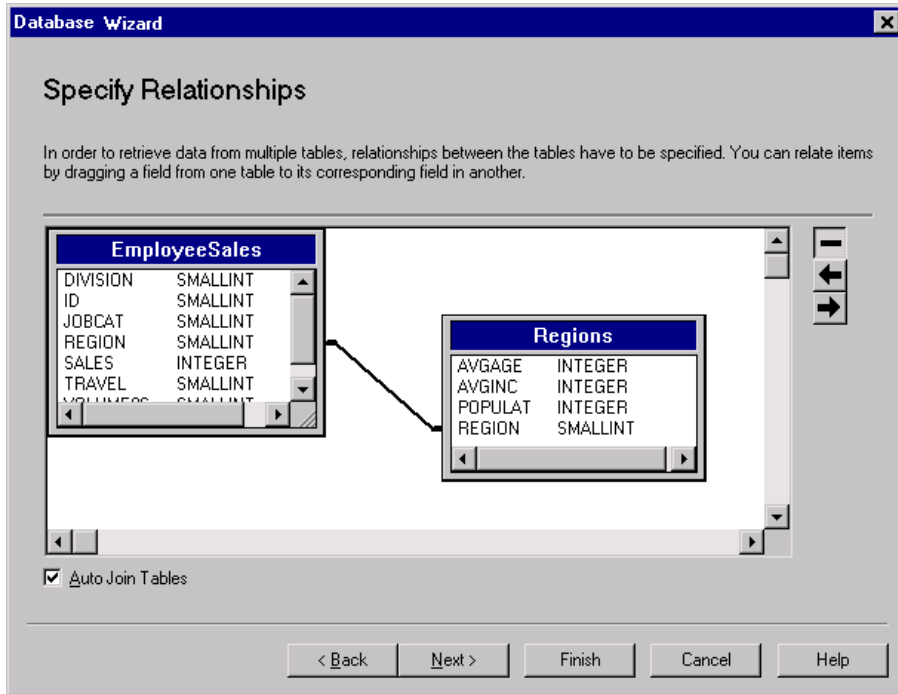 Database Wizard
Specify Relationships
In order to retrieve data from multiple tables, relationships between the tables have to be specified. You can relate items
by dragging a field from one table to its corresponding field in another.
EmployeeSales
DIVISION SMALLINT
ID SMALLINT
JOBCAT SMALLINT
REGION SMALLINT
SALES INTEGER
TRAVEL SMALLINT
Regions
AVGAGE INTEGER
AVGINC INTEGER
POPULAT INTEGER
REGION SMALLINT
Auto Join Tables
< Back
Next >
Finish
Cancel
Help